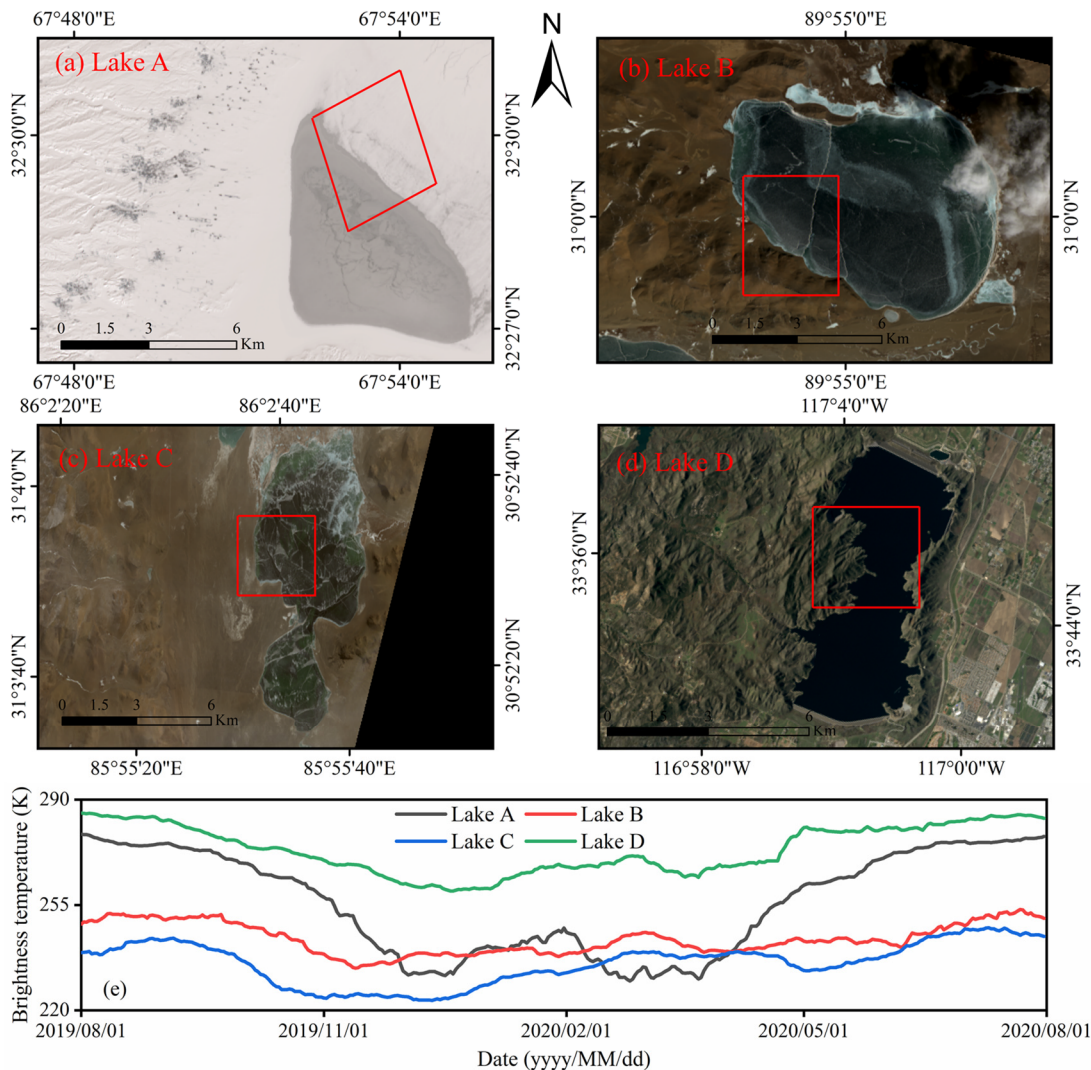 67°48'0"E 67°54'0"E
N
89°55'0"E
(a) Lake A
(b) Lake B
32°30'0"N
32°30'0"N
32°27'0"N
31°0'0"N
31°0'0"N
0 1.5 3 6
Km
0 1.5 3 6
Km
67°48'0"E 67°54'0"E
89°55'0"E
86°2'20"E 86°2'40"E
117°4'0"W
(c) Lake C
(d) Lake D
31°4'0"N
31°3'40"N
30°52'40"N
30°52'20"N
33°36'0"N
33°44'0"N
0 1.5 3 6
Km
0 1.5 3 6
Km
85°55'20"E 85°55'40"E
116°58'0"W 117°0'0"W
Brightness temperature (K)
290
255
220
Lake A Lake B
Lake C Lake D
(e)
2019/08/01 2019/11/01 2020/02/01 2020/05/01 2020/08/01
Date (yyyy/MM/dd)